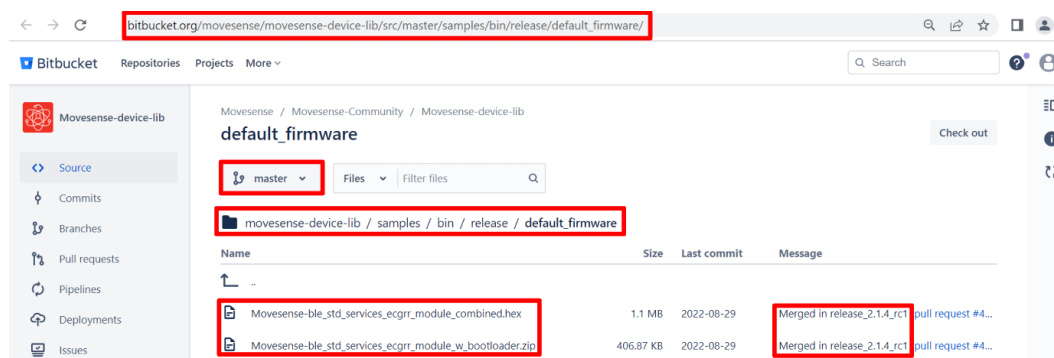 bitbucket.org/movesense/movesense-device-lib/src/master/samples/bin/release/default_firmware/
Bitbucket Repositories Projects More Search
Movesense-device-lib
Movesense / Movesense-Community / Movesense-device-lib
default_firmware
Check out
Source
master Files Filter files
Commits
Branches
movesense-device-lib / samples / bin / release / default_firmware
Pull requests
Name Size Last commit Message
Pipelines
..
Deployments
Movesense-ble_std_services_ecgrr_module_combined.hex 1.1 MB 2022-08-29 Merged in release_2.1.4_rc1 pull request #4...
Issues
Movesense-ble_std_services_ecgrr_module_w_bootloader.zip 406.87 KB 2022-08-29 Merged in release_2.1.4_rc1 pull request #4...